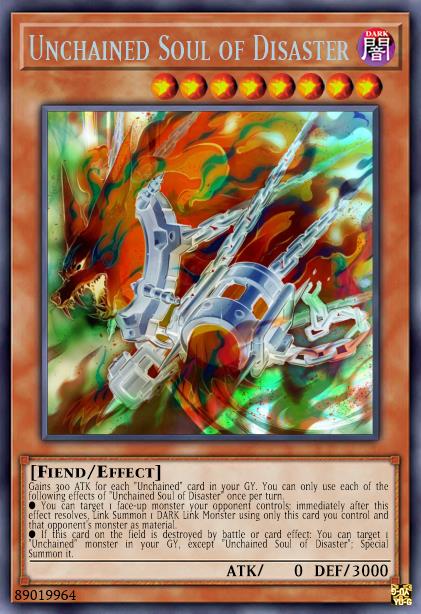 UNCHAINED SOUL OF DISASTER
DARK
闇
[FIEND/EFFECT]
Gains 300 ATK for each "Unchained" card in your GY. You can only use each of the
following effects of "Unchained Soul of Disaster" once per turn.
● You can target 1 face-up monster your opponent controls; immediately after this
effect resolves, Link Summon 1 DARK Link Monster using only this card you control and
that opponent's monster as material.
● If this card on the field is destroyed by battle or card effect: You can target 1
"Unchained" monster in your GY, except "Unchained Soul of Disaster"; Special
Summon it.
ATK/ 0 DEF/3000
89019964